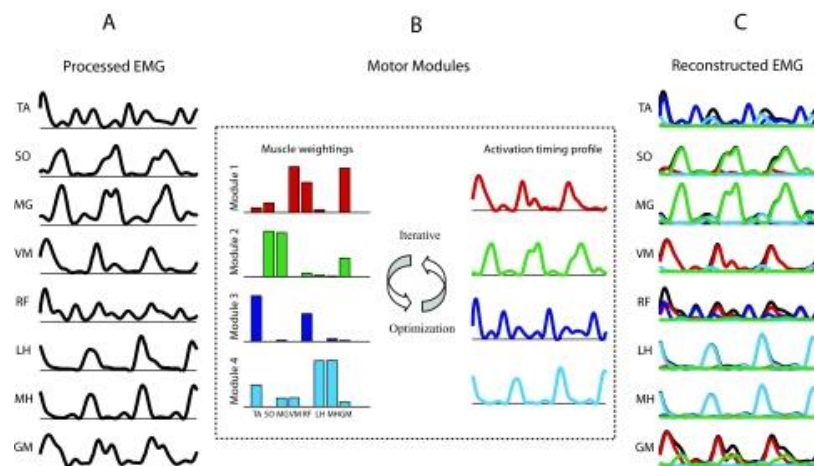 A
B
C
Processed EMG
Motor Modules
Reconstructed EMG
TA
SO
MG
VM
RF
LH
MH
GM
Muscle weightings
Activation timing profile
Module 1
Module 2
Module 3
Module 4
Iterative
Optimization
TA SO MG VM RF LH MH GM
TA
SO
MG
VM
RF
LH
MH
GM